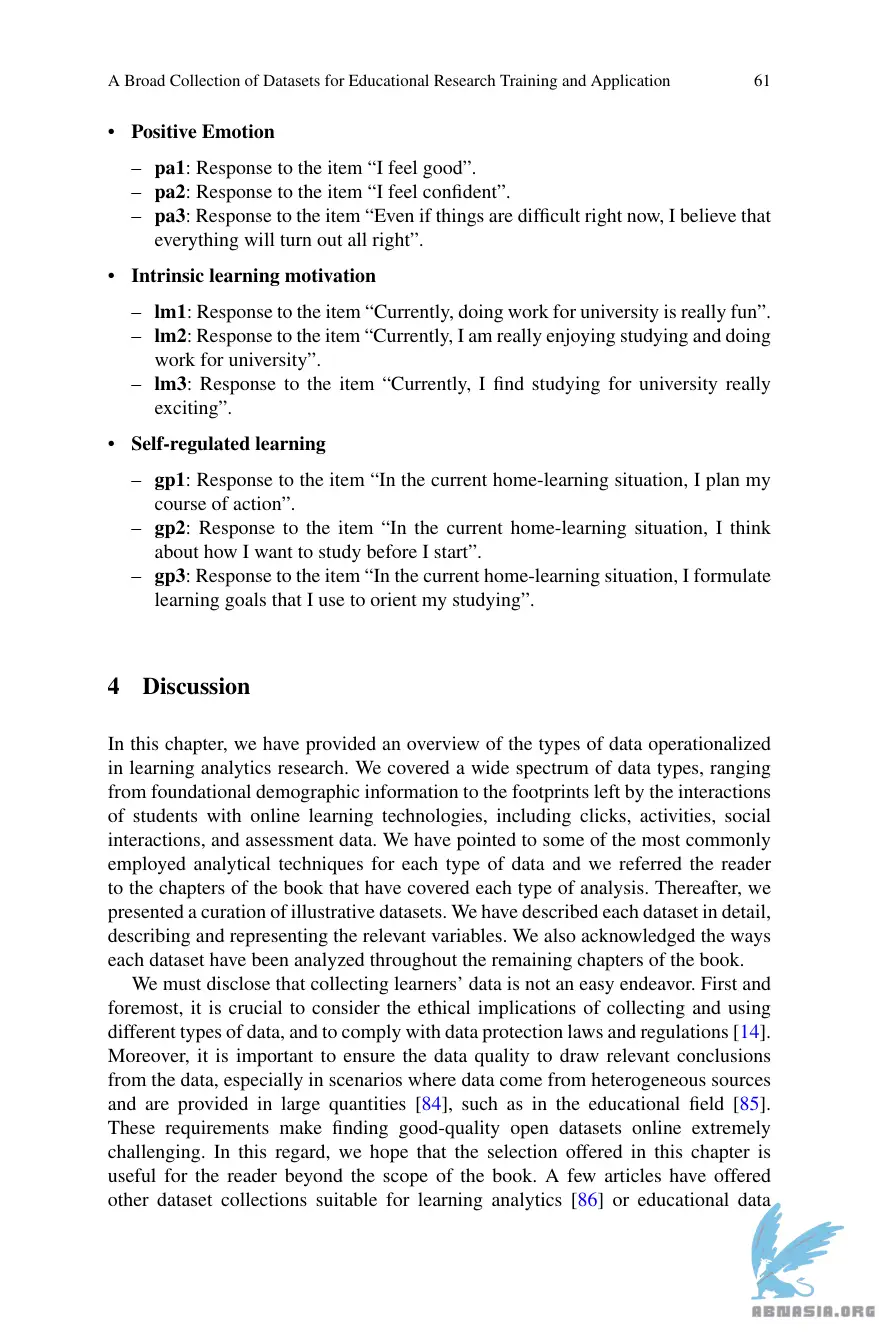 A Broad Collection of Datasets for Educational Research Training and Application 61
• Positive Emotion
– pa1: Response to the item “I feel good”.
– pa2: Response to the item “I feel confident”.
– pa3: Response to the item “Even if things are difficult right now, I believe that
everything will turn out all right”.
• Intrinsic learning motivation
– lm1: Response to the item “Currently, doing work for university is really fun”.
– lm2: Response to the item “Currently, I am really enjoying studying and doing
work for university”.
– lm3: Response to the item “Currently, I find studying for university really
exciting”.
• Self-regulated learning
– gp1: Response to the item “In the current home-learning situation, I plan my
course of action”.
– gp2: Response to the item “In the current home-learning situation, I think
about how I want to study before I start”.
– gp3: Response to the item “In the current home-learning situation, I formulate
learning goals that I use to orient my studying”.
4 Discussion
In this chapter, we have provided an overview of the types of data operationalized
in learning analytics research. We covered a wide spectrum of data types, ranging
from foundational demographic information to the footprints left by the interactions
of students with online learning technologies, including clicks, activities, social
interactions, and assessment data. We have pointed to some of the most commonly
employed analytical techniques for each type of data and we referred the reader
to the chapters of the book that have covered each type of analysis. Thereafter, we
presented a curation of illustrative datasets. We have described each dataset in detail,
describing and representing the relevant variables. We also acknowledged the ways
each dataset have been analyzed throughout the remaining chapters of the book.
We must disclose that collecting learners’ data is not an easy endeavor. First and
foremost, it is crucial to consider the ethical implications of collecting and using
different types of data, and to comply with data protection laws and regulations [14].
Moreover, it is important to ensure the data quality to draw relevant conclusions
from the data, especially in scenarios where data come from heterogeneous sources
and are provided in large quantities [84], such as in the educational field [85].
These requirements make finding good-quality open datasets online extremely
challenging. In this regard, we hope that the selection offered in this chapter is
useful for the reader beyond the scope of the book. A few articles have offered
other dataset collections suitable for learning analytics [86] or educational data
ABNASIA.ORG